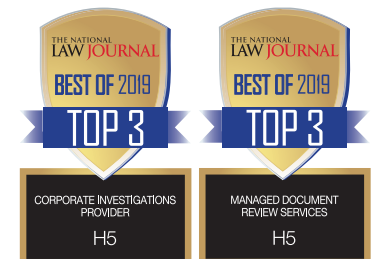 THE NATIONAL
LAW JOURNAL
BEST OF 2019
TOP 3
CORPORATE INVESTIGATIONS
PROVIDER
H5
THE NATIONAL
LAW JOURNAL
BEST OF 2019
TOP 3
MANAGED DOCUMENT
REVIEW SERVICES
H5